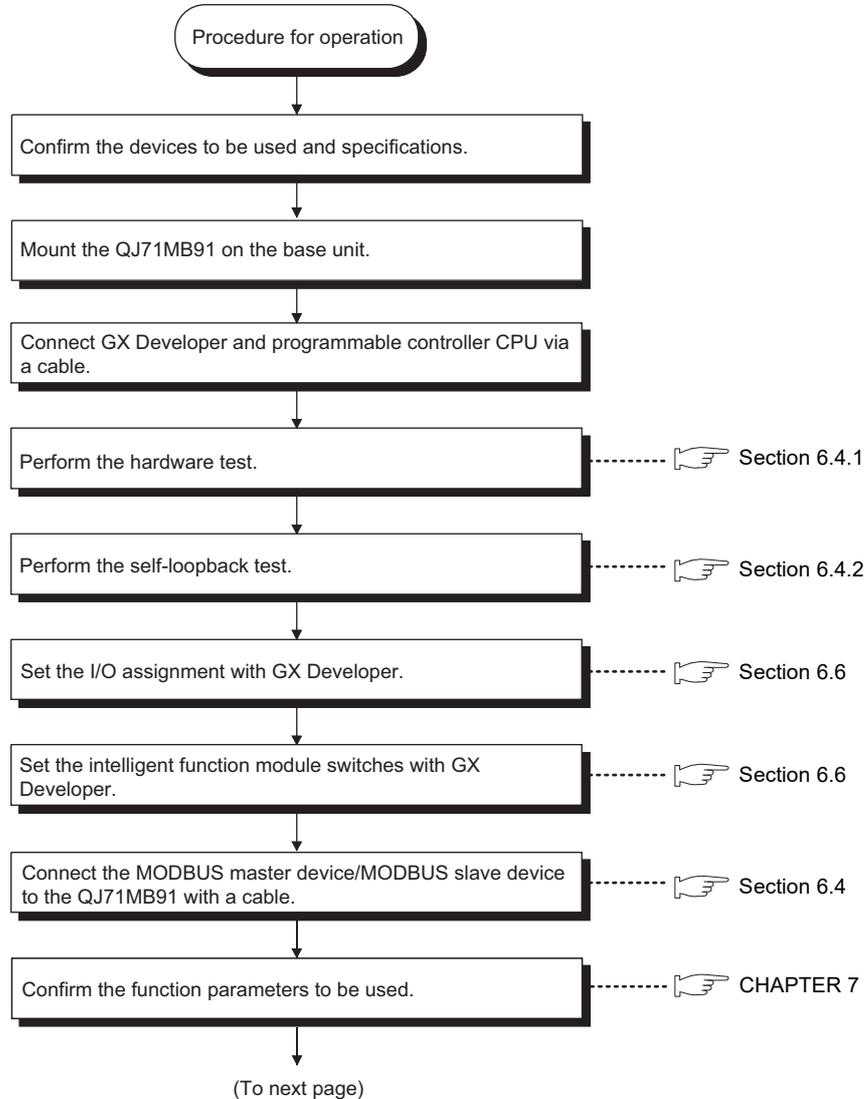 Procedure for operation
Confirm the devices to be used and specifications.
Mount the QJ71MB91 on the base unit.
Connect GX Developer and programmable controller CPU via
a cable.
Perform the hardware test.
Section 6.4.1
Perform the self-loopback test.
Section 6.4.2
Set the I/O assignment with GX Developer.
Section 6.6
Set the intelligent function module switches with GX
Developer.
Section 6.6
Connect the MODBUS master device/MODBUS slave device
to the QJ71MB91 with a cable.
Section 6.4
Confirm the function parameters to be used.
CHAPTER 7
(To next page)